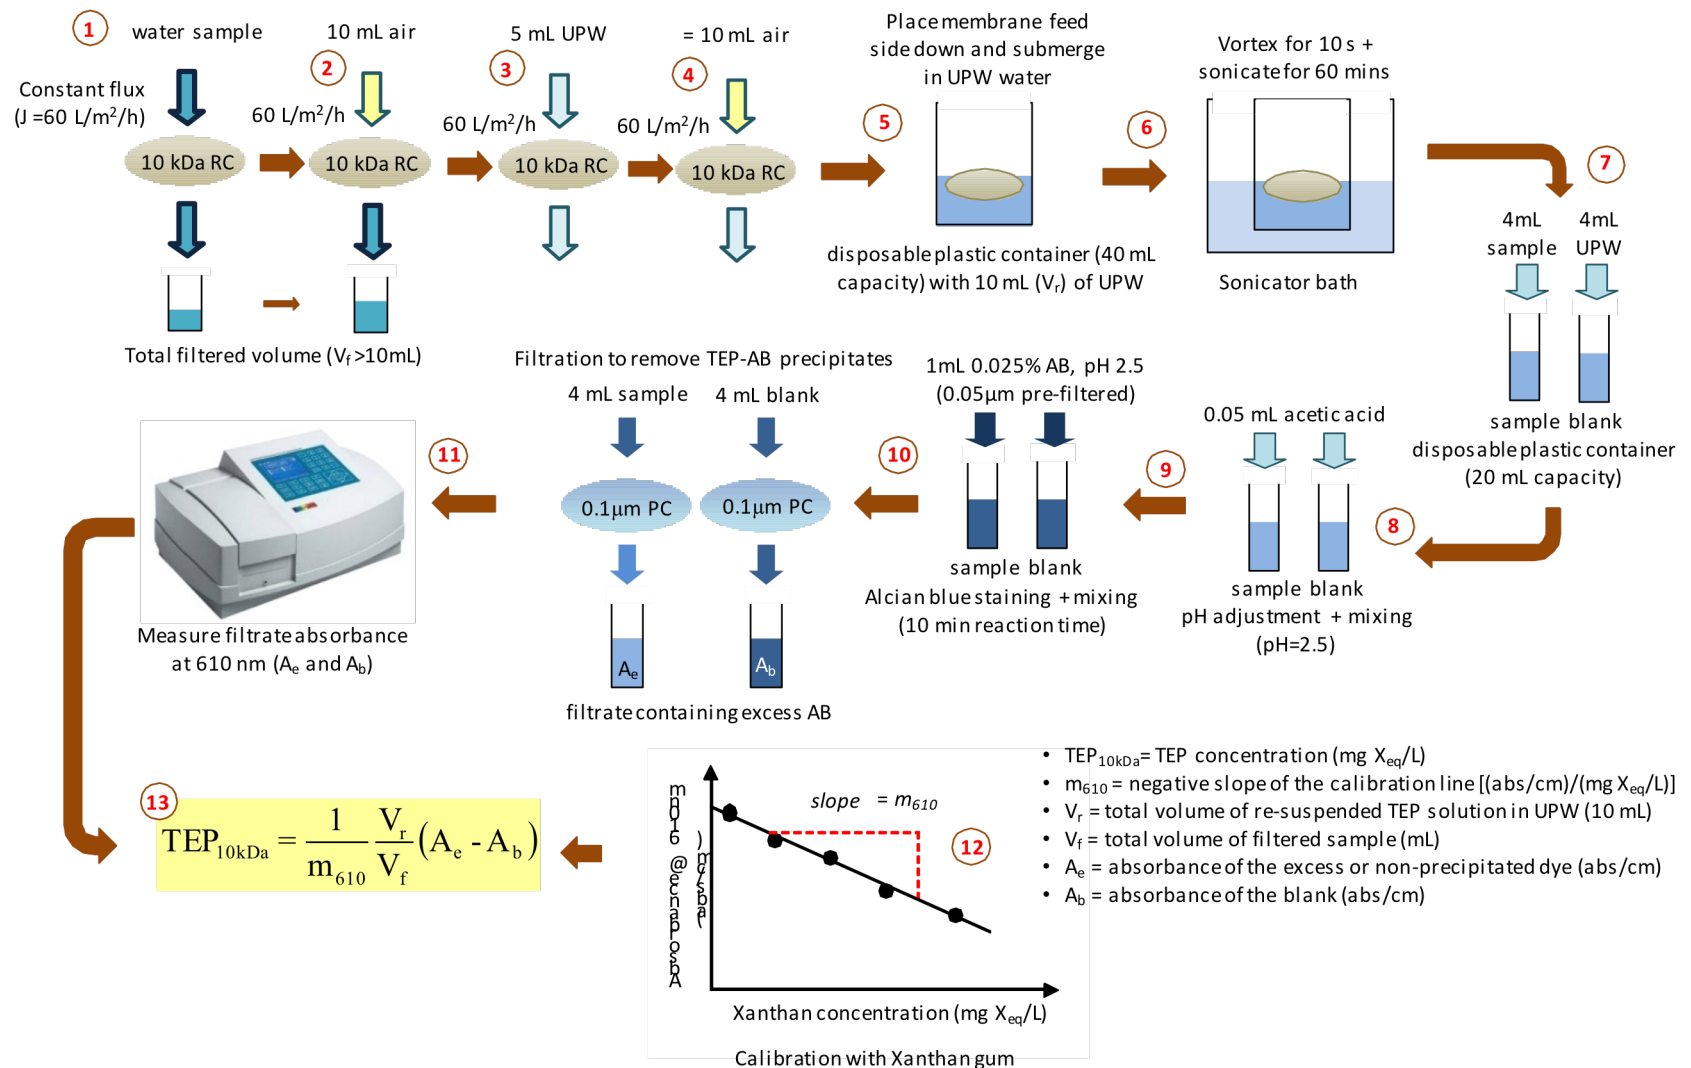 1
water sample
Constant flux
(J =60 L/m²/h)
10 kDa RC
Total filtered volume (Vf >10mL)
10 mL air
2
60 L/m²/h
10 kDa RC
5 mL UPW
3
60 L/m²/h
10 kDa RC
= 10 mL air
4
60 L/m²/h
10 kDa RC
Place membrane feed
side down and submerge
in UPW water
5
disposable plastic container (40 mL
capacity) with 10 mL (Vr) of UPW
Vortex for 10 s +
sonicate for 60 mins
6
Sonicator bath
7
4mL
sample
4mL
UPW
sample blank
disposable plastic container
(20 mL capacity)
8
0.05 mL acetic acid
sample blank
pH adjustment + mixing
(pH=2.5)
9
1mL 0.025% AB, pH 2.5
(0.05µm pre-filtered)
sample blank
Alcian blue staining + mixing
(10 min reaction time)
10
Filtration to remove TEP-AB precipitates
4 mL sample
4 mL blank
0.1µm PC
0.1µm PC
Ae
Ab
filtrate containing excess AB
11
Measure filtrate absorbance
at 610 nm (Ae and Ab)
13
TEP10kDa = 1/m610 Vr/Vf (Ae - Ab)
12
slope = m610
Absorbance @ 610 nm
(abs/cm)
Xanthan concentration (mg Xeq/L)
Calibration with Xanthan gum
• TEP10kDa= TEP concentration (mg Xeq/L)
• m610 = negative slope of the calibration line [(abs/cm)/(mg Xeq/L)]
• Vr = total volume of re-suspended TEP solution in UPW (10 mL)
• Vf = total volume of filtered sample (mL)
• Ae = absorbance of the excess or non-precipitated dye (abs/cm)
• Ab = absorbance of the blank (abs/cm)